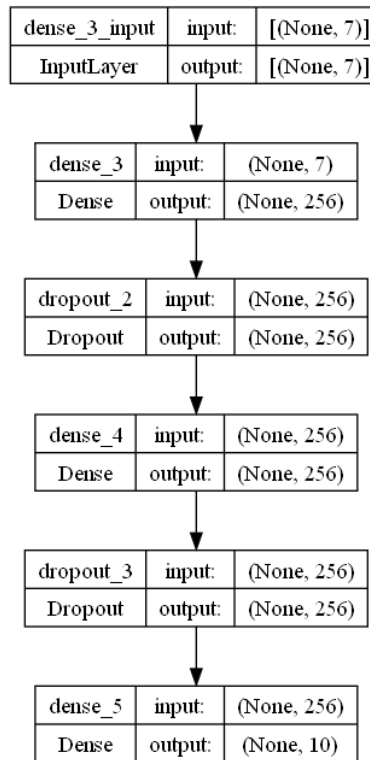 dense_3_input input: [(None, 7)]
InputLayer output: [(None, 7)]
dense_3 input: (None, 7)
Dense output: (None, 256)
dropout_2 input: (None, 256)
Dropout output: (None, 256)
dense_4 input: (None, 256)
Dense output: (None, 256)
dropout_3 input: (None, 256)
Dropout output: (None, 256)
dense_5 input: (None, 256)
Dense output: (None, 10)